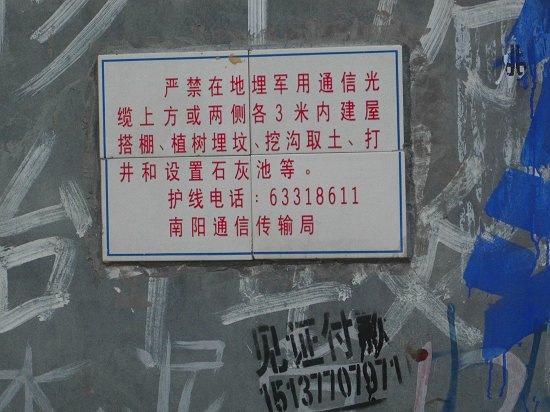 严禁在地埋军用通信光
缆上方或两侧各3米内建屋
搭棚、植树埋坟、挖沟取土、打
井和设置石灰池等。
护线电话：63318611
南阳通信传输局
见证付款
15137707971